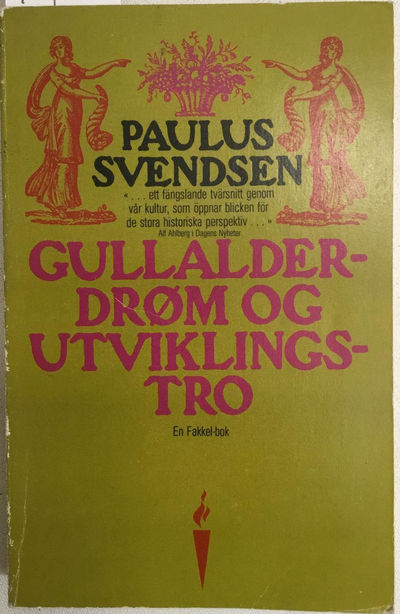 PAULUS
SVENDSEN
«... ett fängslande tvärsnitt genom
vår kultur, som öppnar blicken för
de stora historiska perspektiv ...»
Alf Ahlberg i Dagens Nyheter
GULLALDER-
DRØM OG
UTVIKLINGS-
TRO
En Fakkel-bok